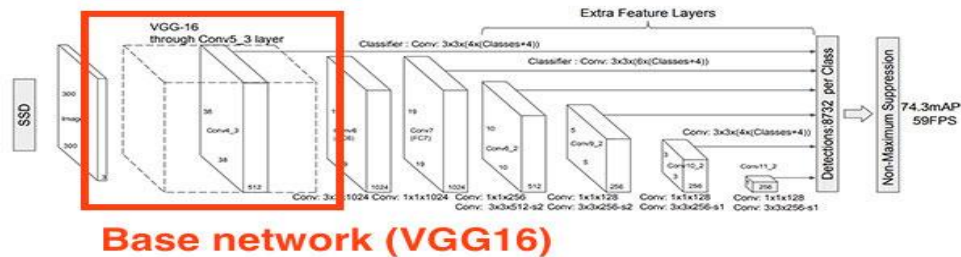 Extra Feature Layers
VGG-16
through Conv5_3 layer
Classifier : Conv: 3x3x(4x(Classes+4))
Classifier : Conv: 3x3x(6x(Classes+4))
SSD
300
Image
300
3
38
Conv4_3
38
512
Conv6
(FC6)
1024
19
Conv7
(FC7)
19
1024
10
Conv8_2
10
512
5
Conv9_2
5
256
Conv: 3x3x(4x(Classes+4))
3
Conv10_2
3
256
Conv11_2
256
Detections:8732 per Class
Non-Maximum Suppression
74.3mAP
59FPS
Conv: 1x1x1024
Conv: 1x1x256
Conv: 3x3x512-s2
Conv: 1x1x128
Conv: 3x3x256-s2
Conv: 1x1x128
Conv: 3x3x256-s1
Conv: 1x1x128
Conv: 3x3x256-s1
Base network (VGG16)